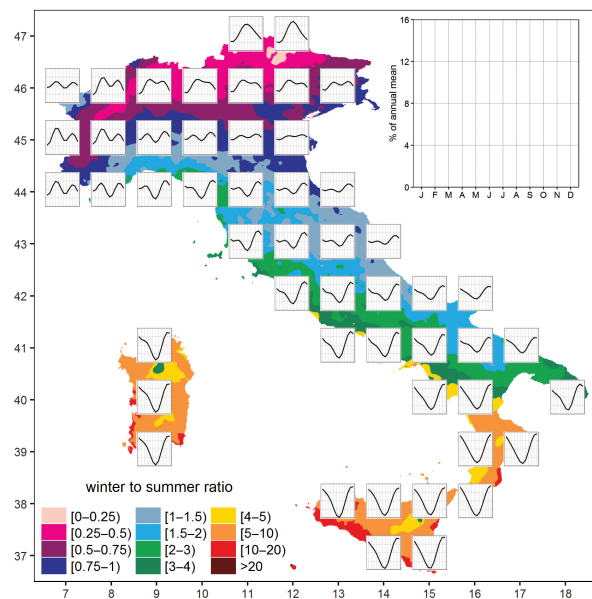 47
46
45
44
43
42
41
40
39
38
37
16
12
8
4
0
% of annual mean
J F M A M J J A S O N D
winter to summer ratio
[0–0.25) [1–1.5) [4–5)
[0.25–0.5) [1.5–2) [5–10)
[0.5–0.75) [2–3) [10–20)
[0.75–1) [3–4) >20
7 8 9 10 11 12 13 14 15 16 17 18